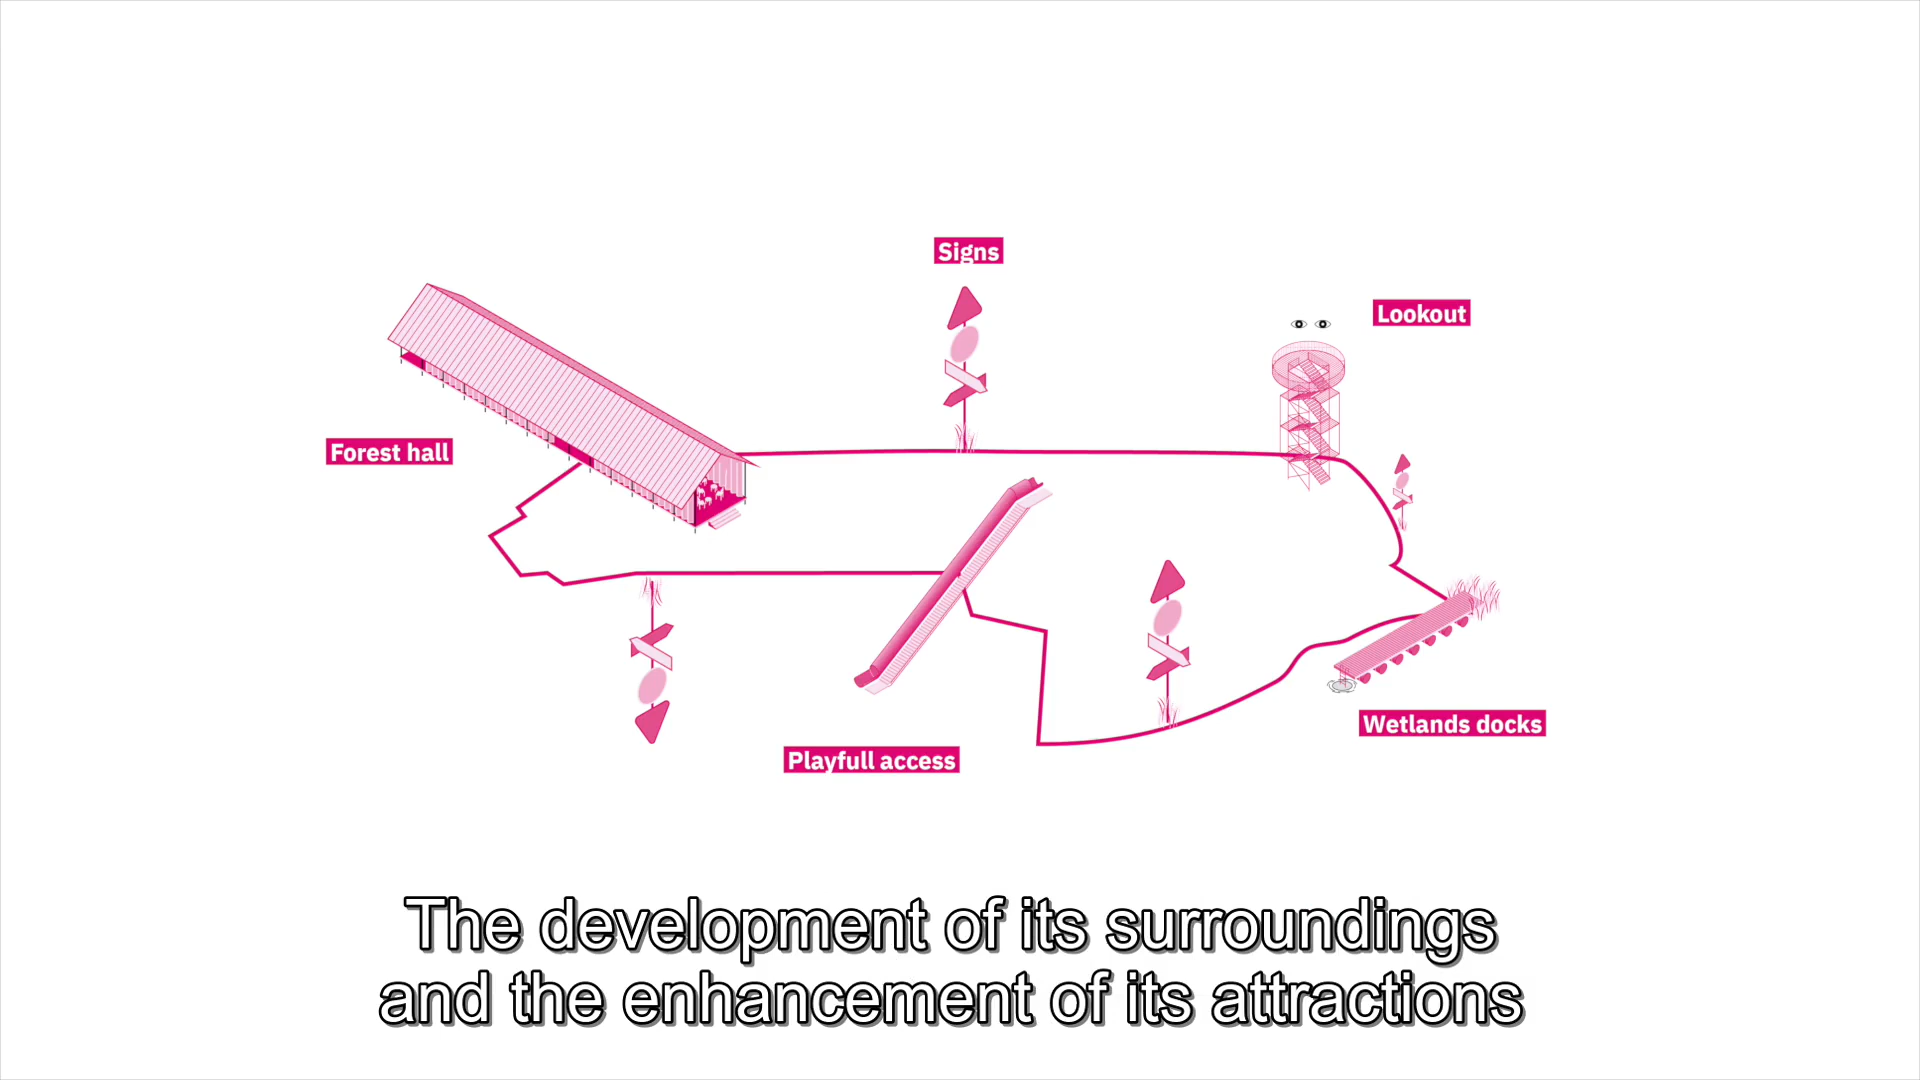 Signs
Lookout
Forest hall
Wetlands docks
Playfull access
The development of its surroundings
and the enhancement of its attractions